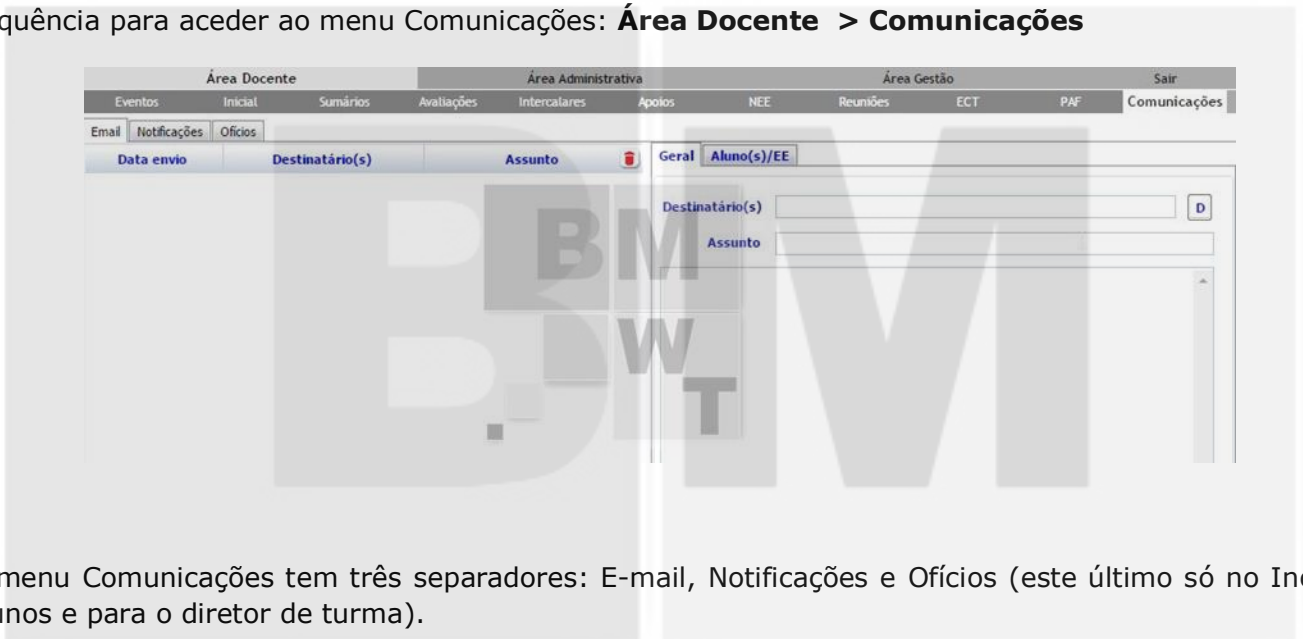 quência para aceder ao menu Comunicações: Área Docente > Comunicações
Área Docente Área Administrativa Área Gestão Sair
Eventos Inicial Sumários Avaliações Intercalares Apoios NEE Reuniões ECT PAF Comunicações
Email Notificações Ofícios
Data envio Destinatário(s) Assunto
Geral Aluno(s)/EE
Destinatário(s) D
Assunto
BM
BM
W
T
menu Comunicações tem três separadores: E-mail, Notificações e Ofícios (este último só no
unos e para o diretor de turma).